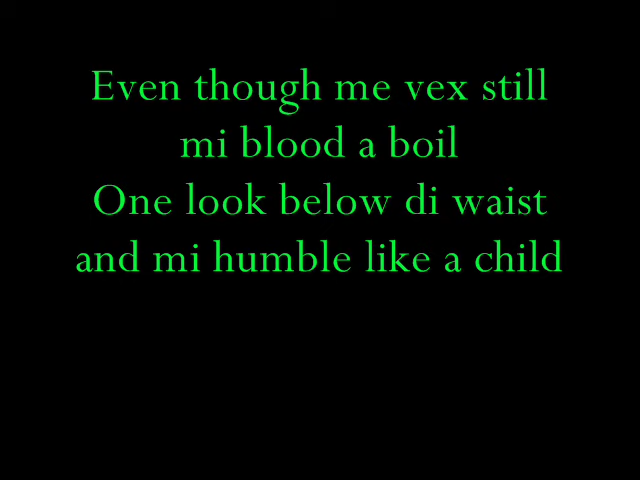 Even though me vex still
mi blood a boil
One look below di waist
and mi humble like a child